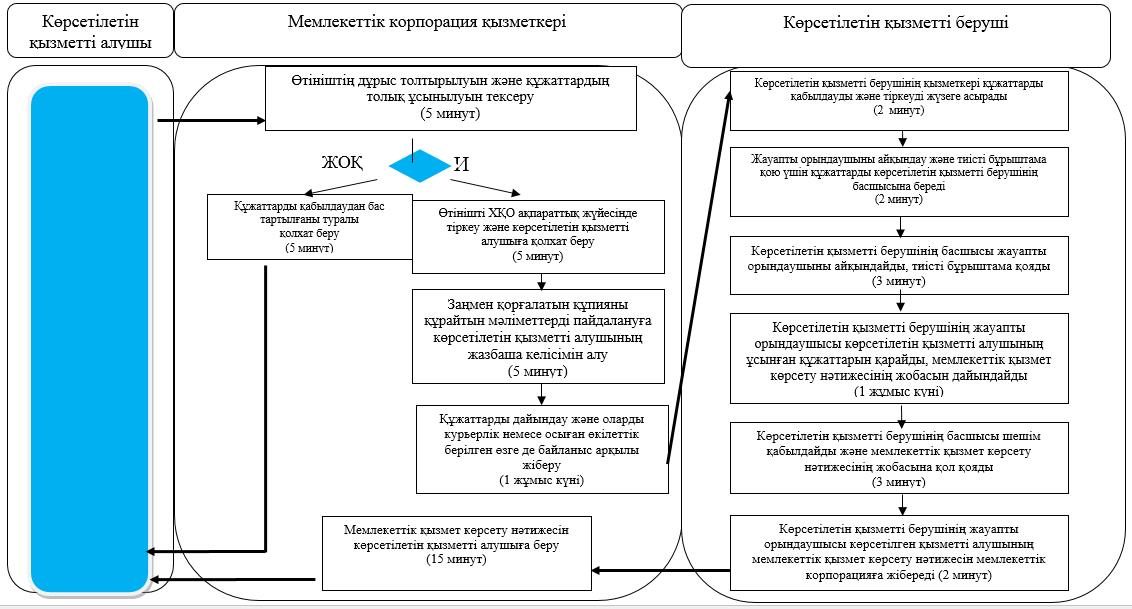 Көрсетілетін
қызметті алушы
Мемлекеттік корпорация қызметкері
Көрсетілетін қызметті беруші
Өтініштің дұрыс толтырылуын және құжаттардың
толық ұсынылуын тексеру
(5 минут)
ЖОҚ
И
Құжаттарды қабылдаудан бас
тартылғаны туралы
қолхат беру
(5 минут)
Өтінішті ХҚО ақпараттық жүйесінде
тіркеу және көрсетілетін қызметті
алушыға қолхат беру
(5 минут)
Заңмен қорғалатын құпияны
құрайтын мәліметтерді пайдалануға
көрсетілетін қызметті алушының
жазбаша келісімін алу
(5 минут)
Құжаттарды дайындау және оларды
курьерлік немесе осыған өкілеттік
берілген өзге де байланыс арқылы
жіберу
(1 жұмыс күні)
Мемлекеттік қызмет көрсету нәтижесін
көрсетілетін қызметті алушыға беру
(15 минут)
Көрсетілетін қызметті берушінің қызметкері құжаттарды
қабылдауды және тіркеуді жүзеге асырады
(2 минут)
Жауапты орындаушыны айқындау және тиісті бұрыштама
қою үшін құжаттарды көрсетілетін қызметті берушінің
басшысына береді
(2 минут)
Көрсетілетін қызметті берушінің басшысы жауапты
орындаушыны айқындайды, тиісті бұрыштама қояды
(3 минут)
Көрсетілетін қызметті берушінің жауапты
орындаушысы көрсетілетін қызметті алушының
ұсынған құжаттарын қарайды, мемлекеттік қызмет
көрсету нәтижесінің жобасын дайындайды
(1 жұмыс күні)
Көрсетілетін қызметті берушінің басшысы шешім
қабылдайды және мемлекеттік қызмет көрсету
нәтижесінің жобасына қол қояды
(3 минут)
Көрсетілетін қызметті берушінің жауапты
орындаушысы көрсетілген қызметті алушының
мемлекеттік қызмет көрсету нәтижесін мемлекеттік
корпорацияға жібереді (2 минут)